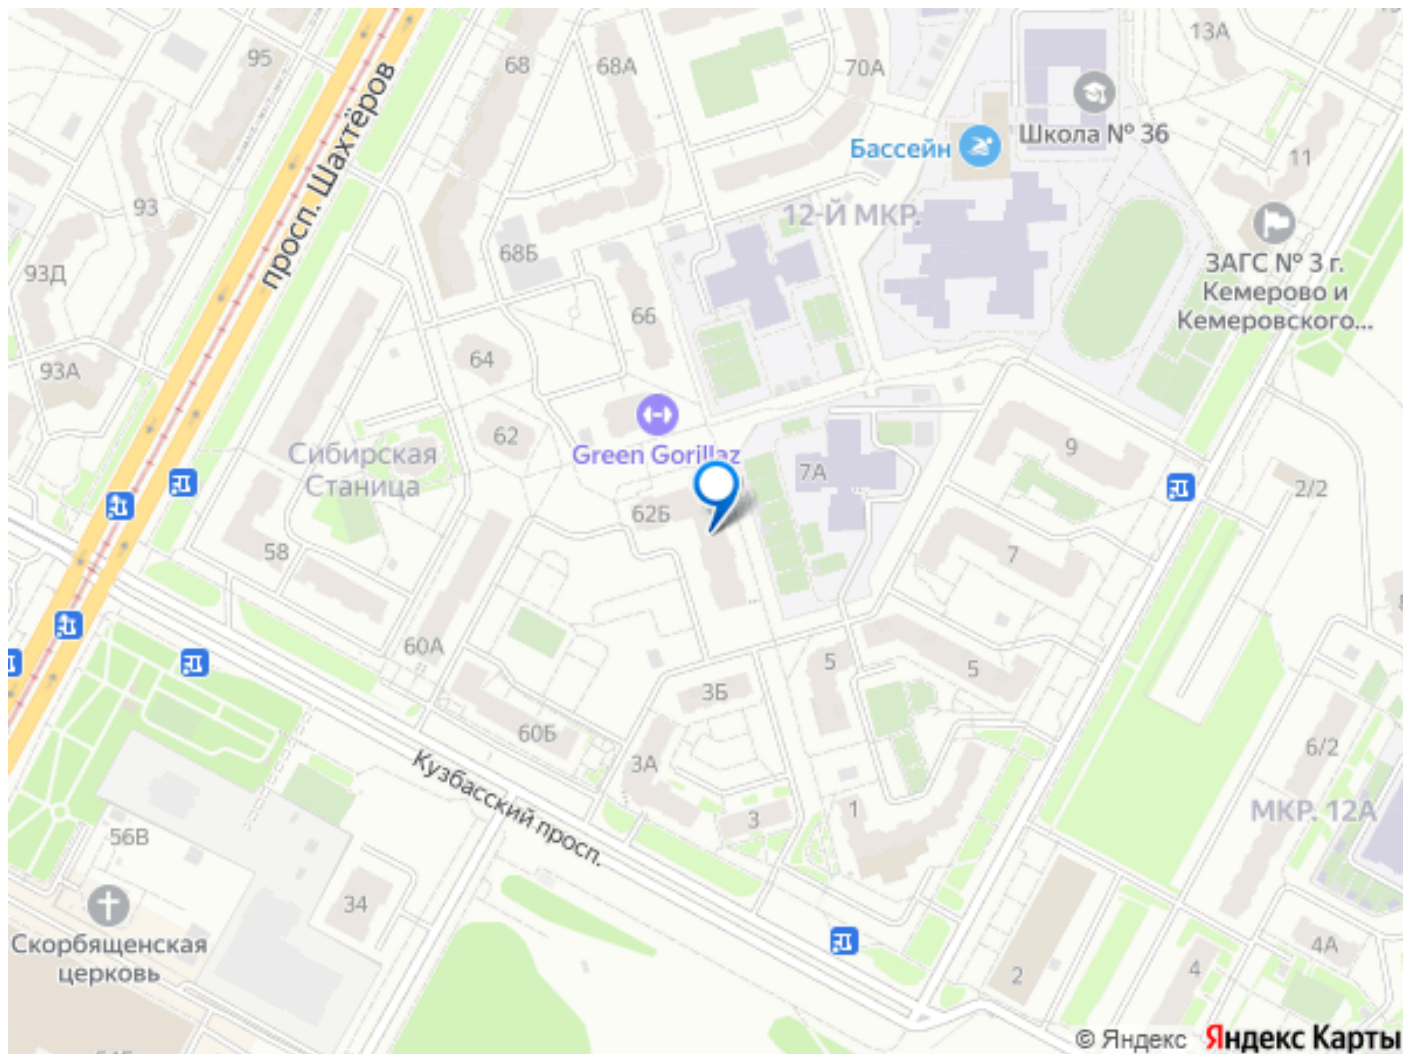 95
68
68А
70А
13А
Школа № 36
Бассейн
11
просп. Шахтёров
93
12-Й МКР.
68Б
93Д
ЗАГС № 3 г.
Кемерово и
Кемеровского...
66
64
93А
62
Green Gorillaz
9
Сибирская
Станица
7А
2/2
62Б
58
7
60А
5
5
3Б
60Б
3А
6/2
Кузбасский просп.
3
1
МКР. 12А
56В
34
Скорбященская
церковь
4А
4
2
© Яндекс Яндекс Карты